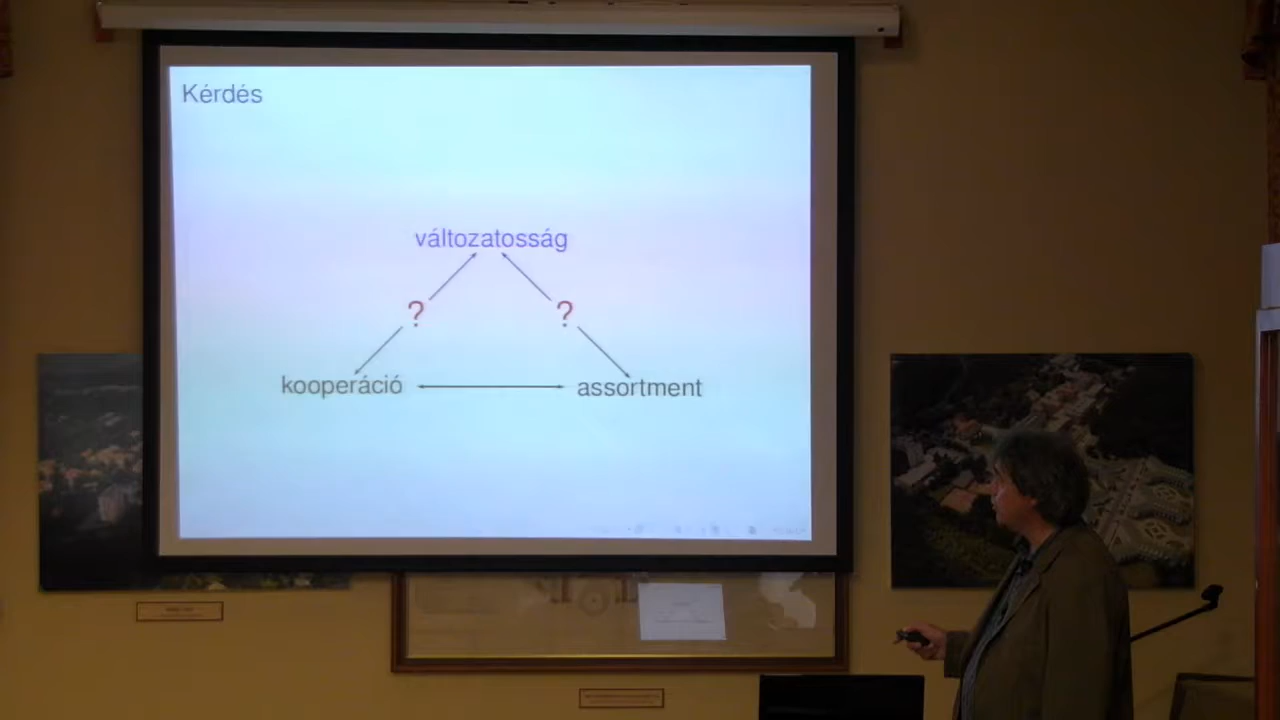 Kérdés
változatosság
? ?
kooperáció assortment